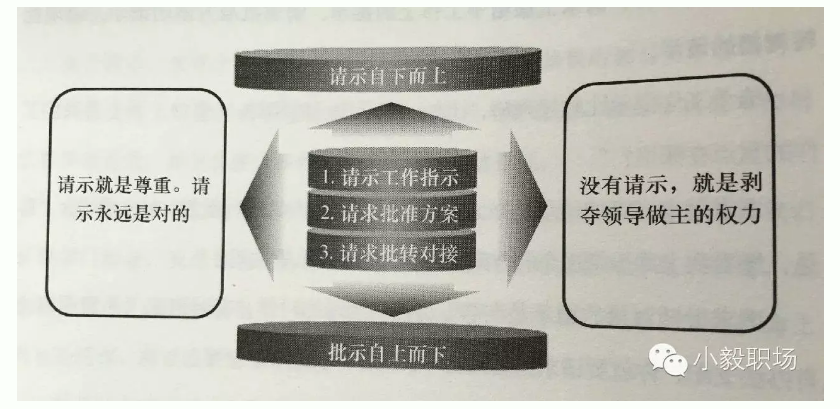 请示自下而上
请示就是尊重。请
示永远是对的
1. 请示工作指示
2. 请求批准方案
3. 请求批转对接
没有请示，就是剥
夺领导做主的权力
批示自上而下
小毅职场